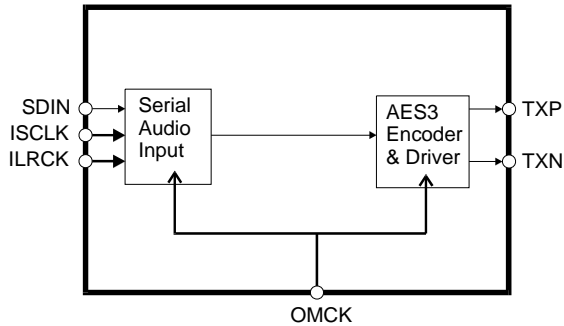 SDIN
ISCLK
ILRCK
Serial
Audio
Input
AES3
Encoder
& Driver
TXP
TXN
OMCK